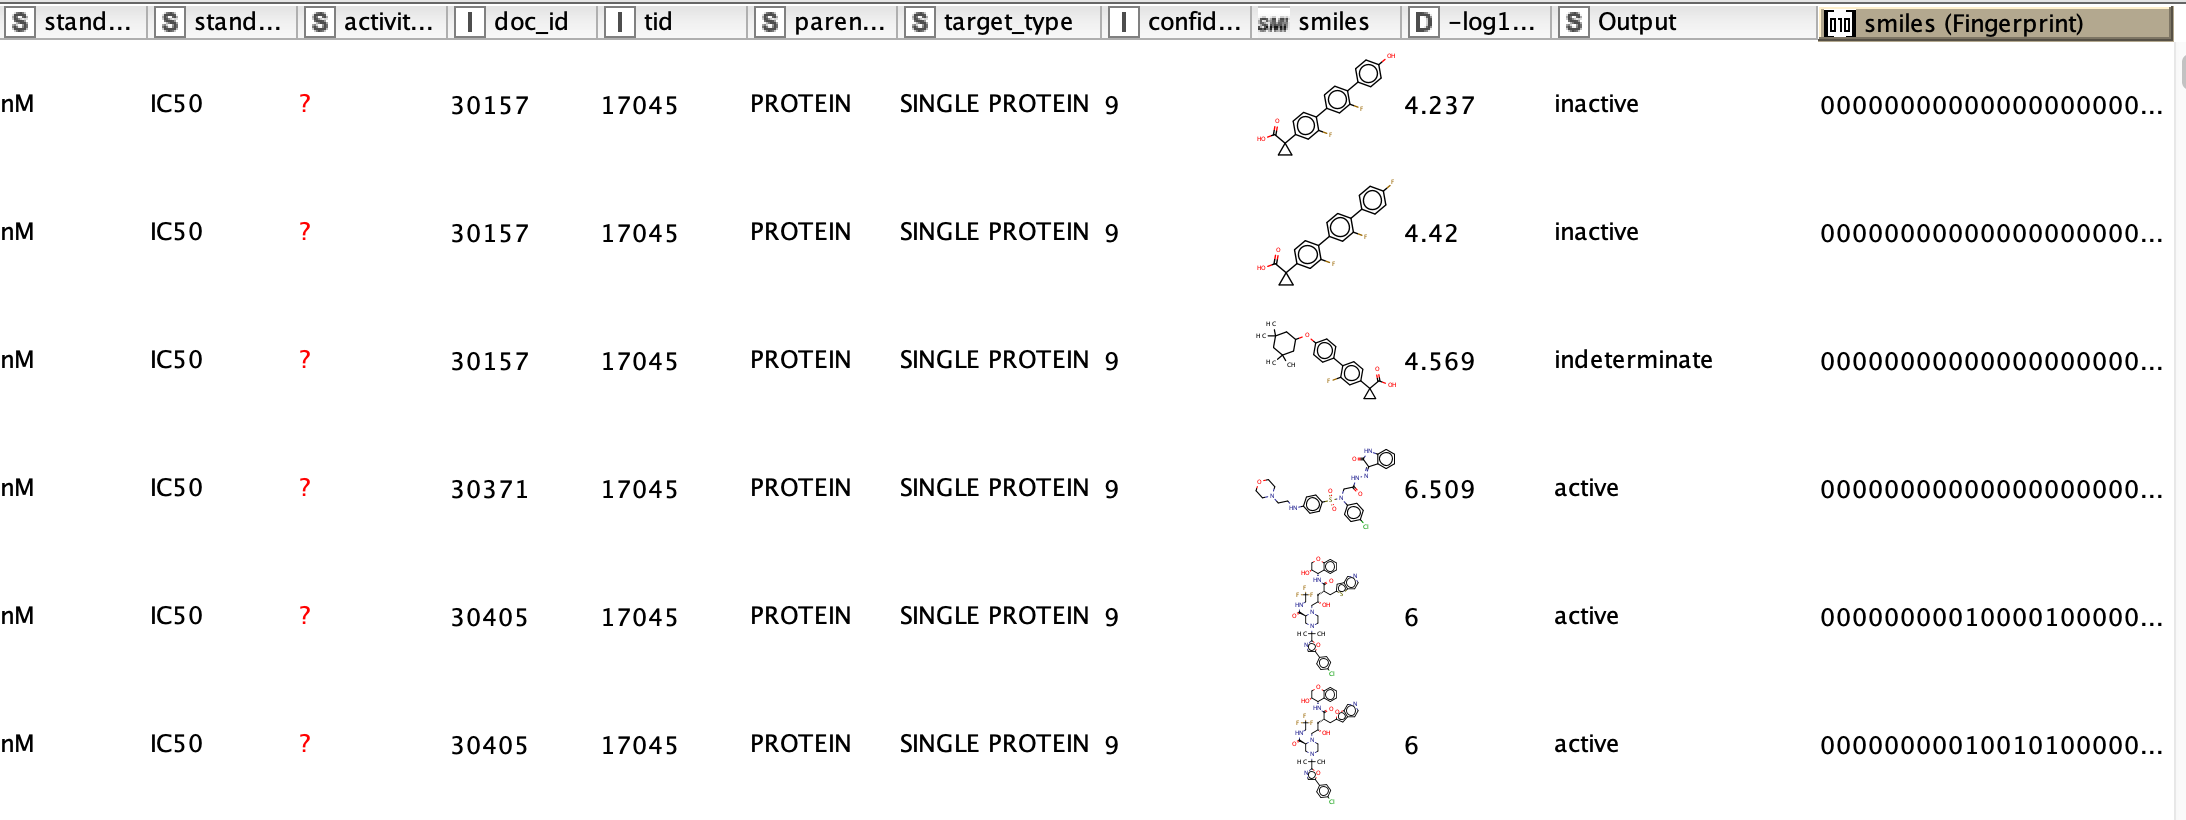 S stand... S stand... S activit... I doc_id I tid S paren... S target_type I confid... SMI smiles D -log1... S Output 010 smiles (Fingerprint)
nM IC50 ? 30157 17045 PROTEIN SINGLE PROTEIN 9 4.237 inactive 00000000000000000000...
nM IC50 ? 30157 17045 PROTEIN SINGLE PROTEIN 9 4.42 inactive 00000000000000000000...
nM IC50 ? 30157 17045 PROTEIN SINGLE PROTEIN 9 4.569 indeterminate 00000000000000000000...
nM IC50 ? 30371 17045 PROTEIN SINGLE PROTEIN 9 6.509 active 00000000000000000000...
nM IC50 ? 30405 17045 PROTEIN SINGLE PROTEIN 9 6 active 00000000010000100000...
nM IC50 ? 30405 17045 PROTEIN SINGLE PROTEIN 9 6 active 00000000010010100000...